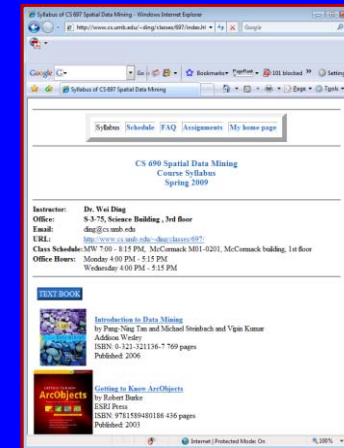 Syllabus of CS 697 Spatial Data Mining - Windows Internet Explorer
http://www.cs.umb.edu/~ding/classes/697/index.ht
Google
Google G
Bookmarks
101 blocked
Setting
Syllabus of CS 697 Spatial Data Mining
Page
Tools
Syllabus Schedule FAQ Assignments My home page
CS 690 Spatial Data Mining
Course Syllabus
Spring 2009
Instructor: Dr. Wei Ding
Office: S-3-75, Science Building , 3rd floor
Email: ding@cs.umb.edu
URL: http://www.cs.umb.edu/~ding/classes/697/
Class Schedule: MW 7:00 - 8:15 PM, McCormack M01-0201, McCormack building, 1st floor
Office Hours: Monday 4:00 PM - 5:15 PM
Wednesday 4:00 PM - 5:15 PM
TEXT BOOK
Introduction to Data Mining
by Pang-Ning Tan and Michael Steinbach and Vipin Kumar
Addison Wesley
ISBN: 0-321-321136-7 769 pages
Published: 2006
Getting to Know
ArcObjects
Getting to Know ArcObjects
by Robert Burke
ESRI Press
ISBN: 9781589480186 436 pages
Published: 2003
Internet | Protected Mode: On
100%